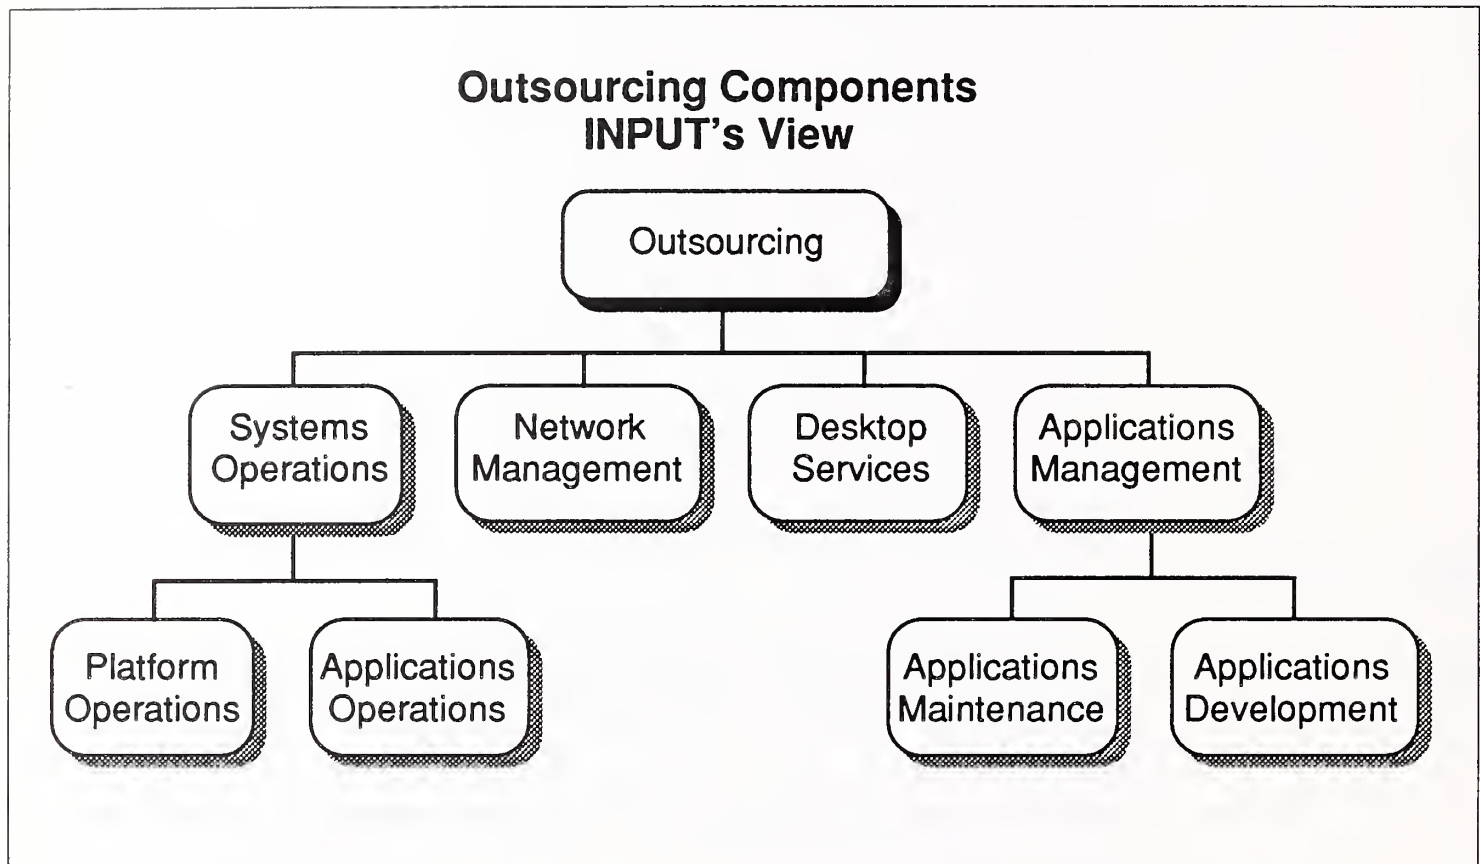 Outsourcing Components
INPUT's View
Outsourcing
Systems
Operations
Network
Management
Desktop
Services
Applications
Management
Platform
Operations
Applications
Operations
Applications
Maintenance
Applications
Development